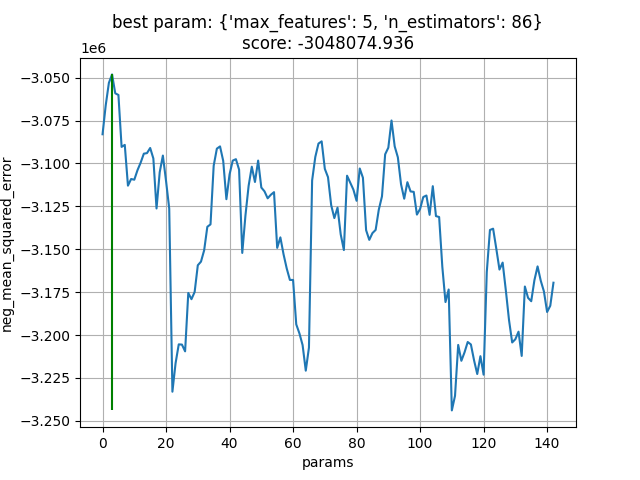 best param: {'max_features': 5, 'n_estimators': 86}
score: -3048074.936
1e6
−3.050
−3.075
−3.100
−3.125
−3.150
−3.175
−3.200
−3.225
−3.250
neg_mean_squared_error
0 20 40 60 80 100 120 140
params